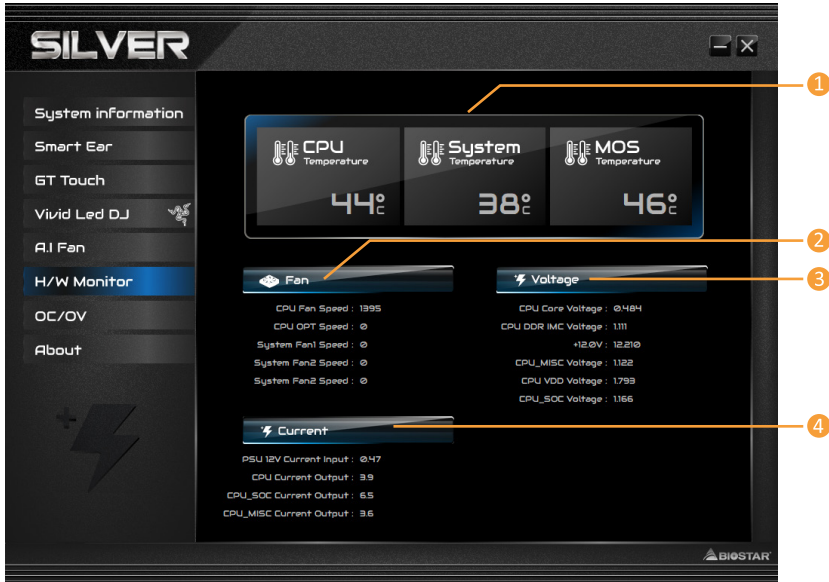 SILVER
1
System information
Smart Ear
GT Touch
Vivid Led DJ
A.I Fan
H/W Monitor
OC/OV
About
CPU
Temperature
44°C
System
Temperature
38°C
MOS
Temperature
46°C
2
Fan
CPU Fan Speed : 1395
CPU OPT Speed : 0
System Fan1 Speed : 0
System Fan2 Speed : 0
System Fan2 Speed : 0
3
Voltage
CPU Core Voltage : 0.484
CPU DDR IMC Voltage : 1.111
+12.0V : 12.210
CPU_MISC Voltage : 1.122
CPU VDD Voltage : 1.793
CPU_SOC Voltage : 1.166
4
Current
PSU 12V Current Input : 0.47
CPU Current Output : 3.9
CPU_SOC Current Output : 6.5
CPU_MISC Current Output : 3.6
BIOSTAR